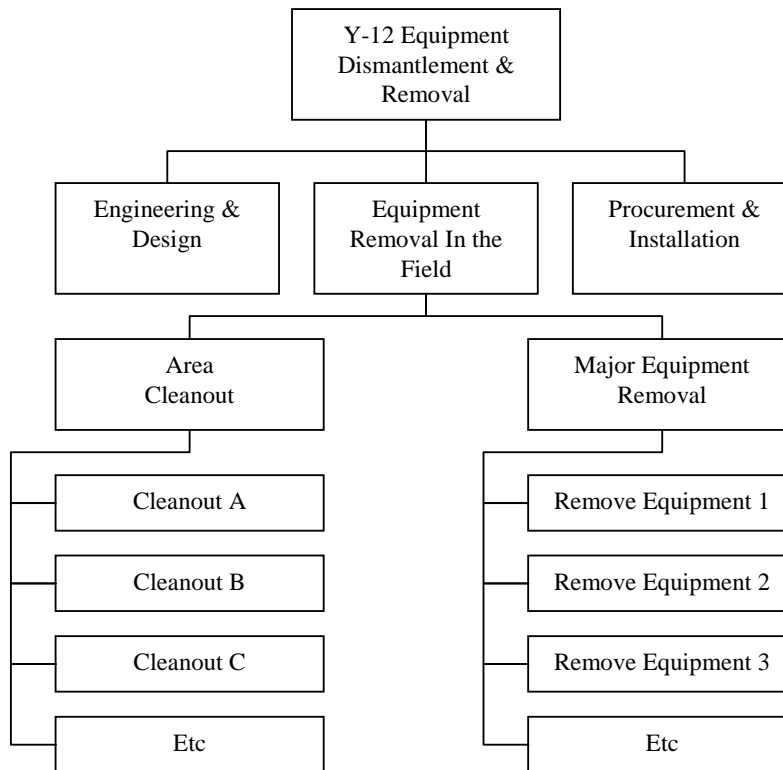 Y-12 Equipment
Dismantlement &
Removal
Engineering &
Design
Equipment
Removal In the
Field
Procurement &
Installation
Area
Cleanout
Major Equipment
Removal
Cleanout A
Cleanout B
Cleanout C
Etc
Remove Equipment 1
Remove Equipment 2
Remove Equipment 3
Etc